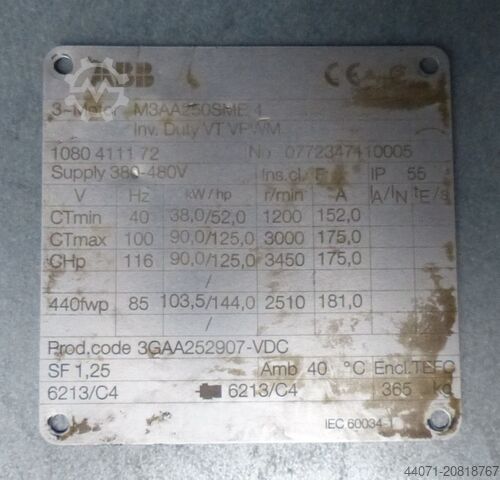 ABB CE
3~Motor M3AA250SME 4
Inv. Duty VT VPWM
1080 4111 72 No 0772347410005
Supply 380-480V Ins.cl. F IP 55
V Hz kW / hp r/min A A/IN tE/s
CTmin 40 38,0/52,0 1200 152,0
CTmax 100 90,0/125,0 3000 175,0
CHp 116 90,0/125,0 3450 175,0
/
440fwp 85 103,5/144,0 2510 181,0
/
Prod.code 3GAA252907-VDC
SF 1,25 Amb 40 °C Encl.TEFC
6213/C4 6213/C4 365 kg
IEC 60034-1
44071-20818767